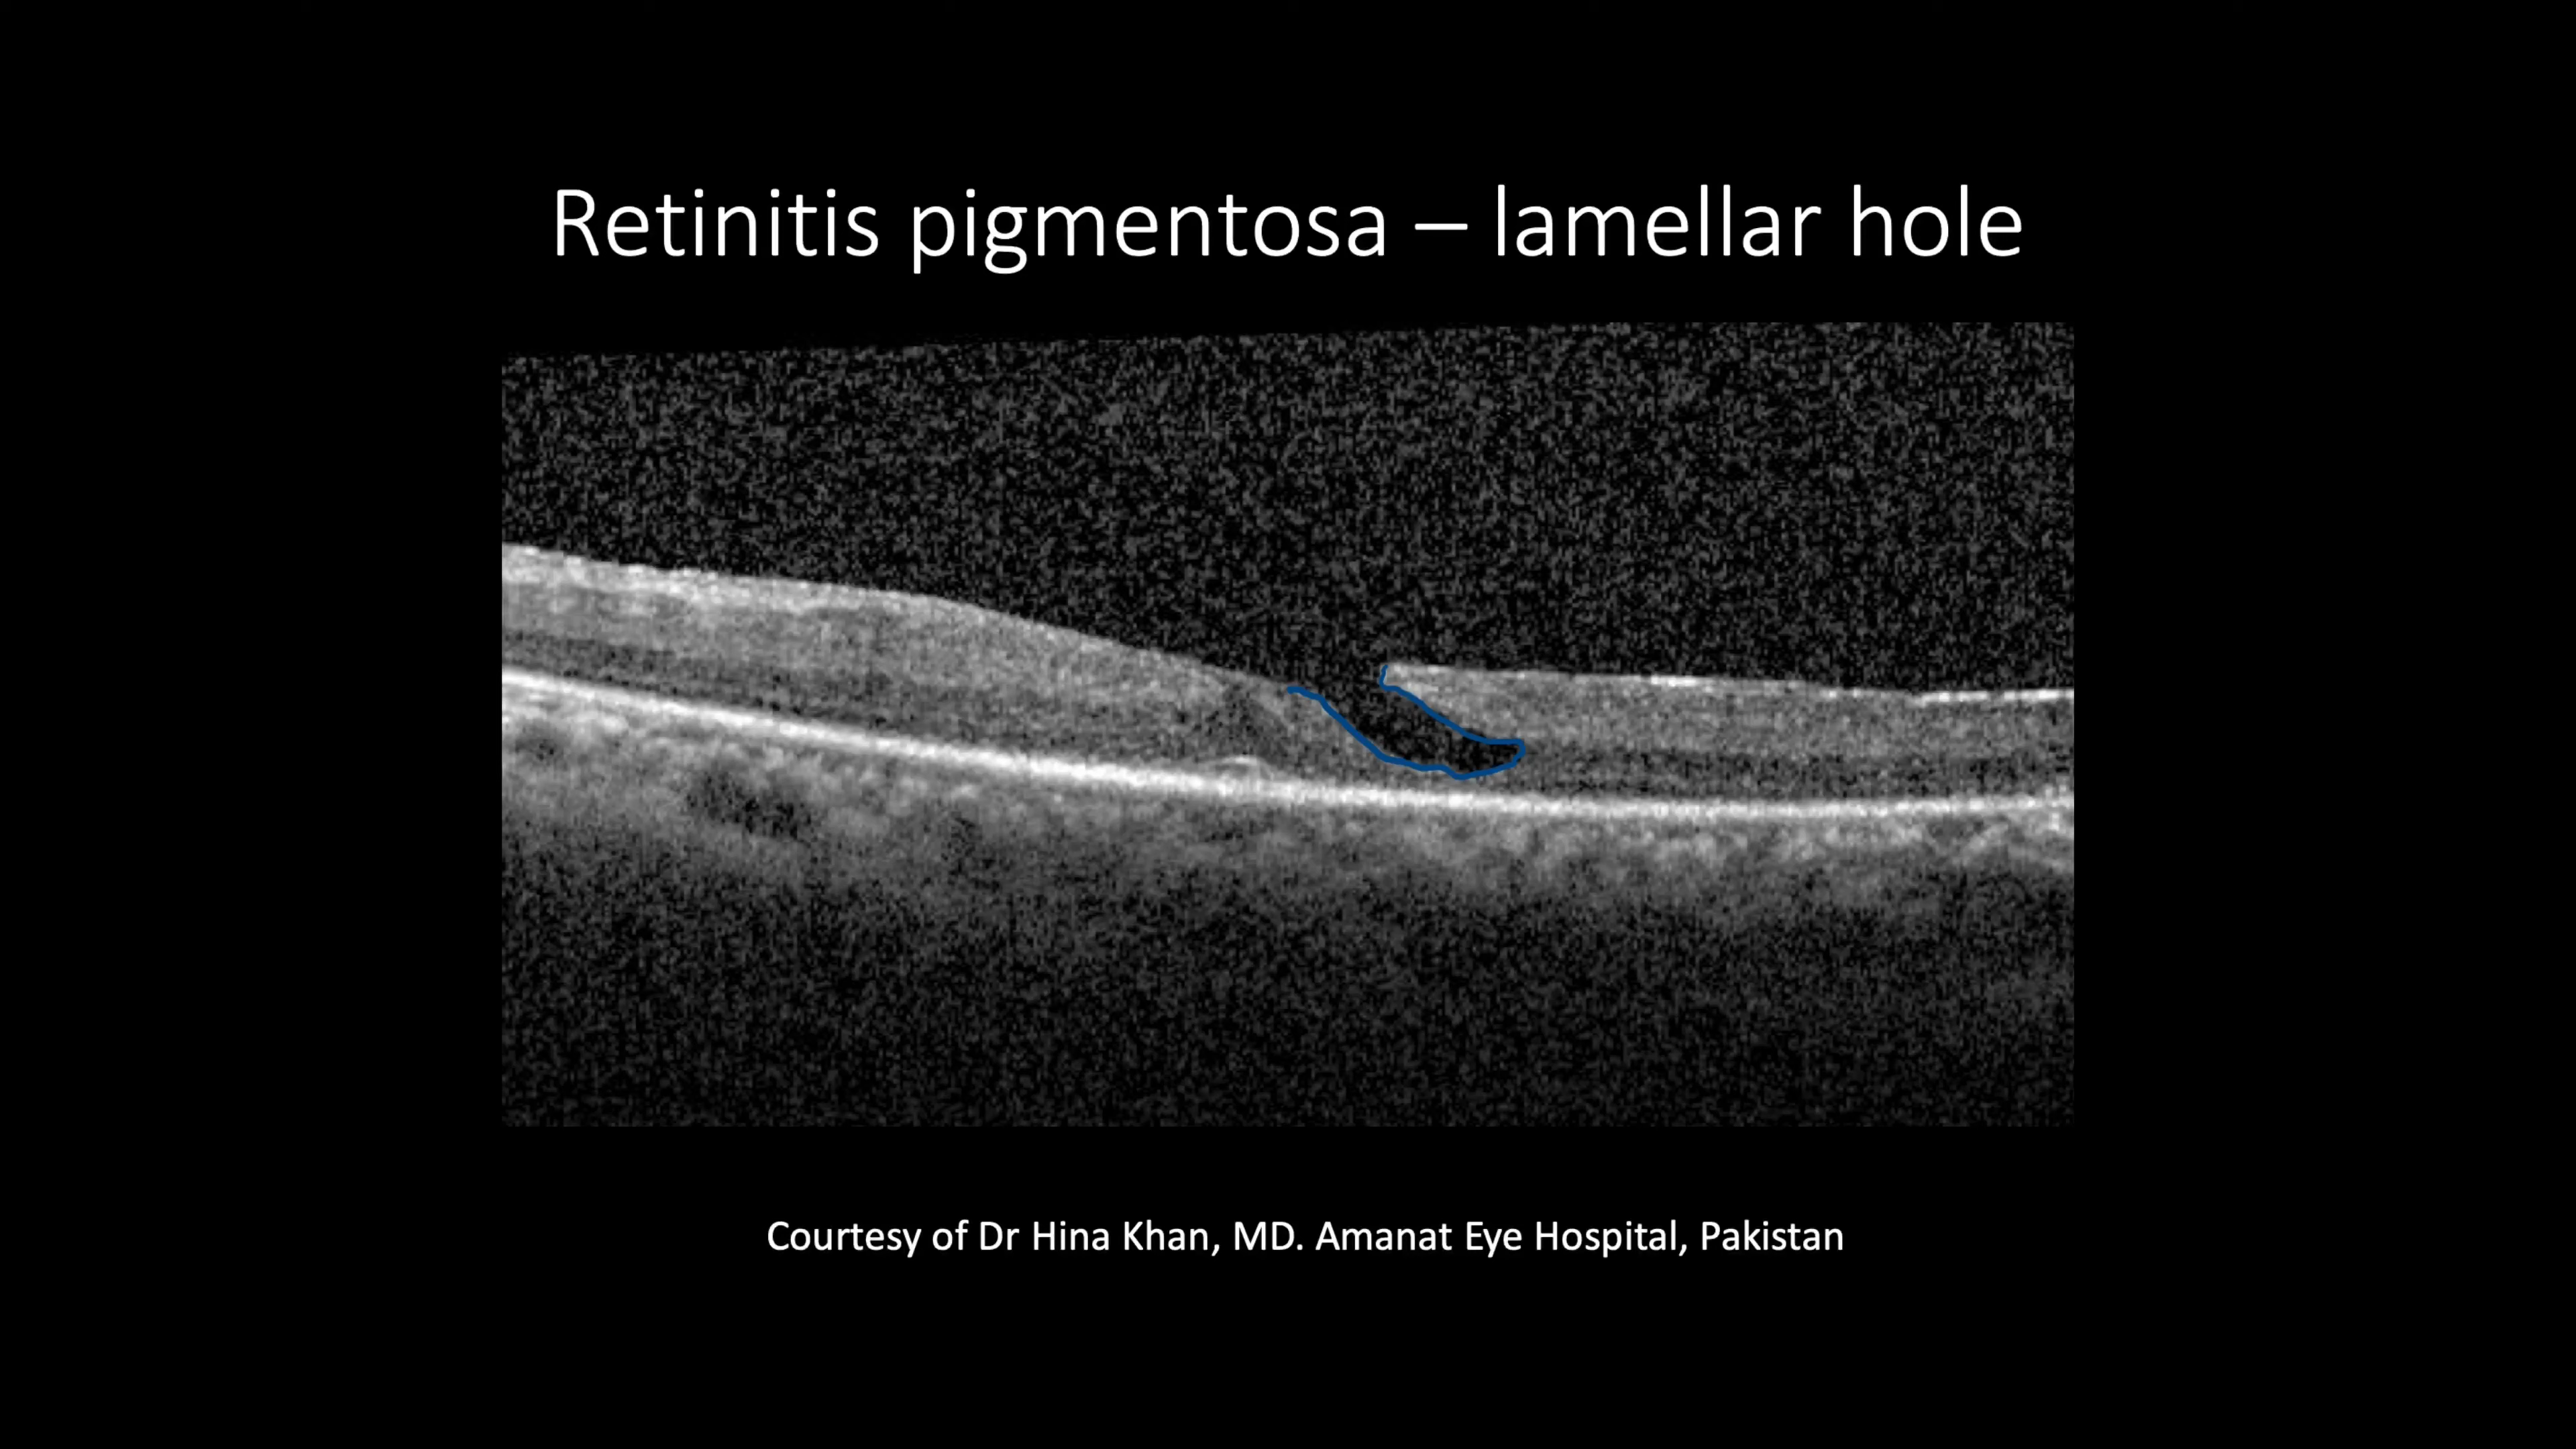 Retinitis pigmentosa – lamellar hole
Courtesy of Dr Hina Khan, MD. Amanat Eye Hospital, Pakistan